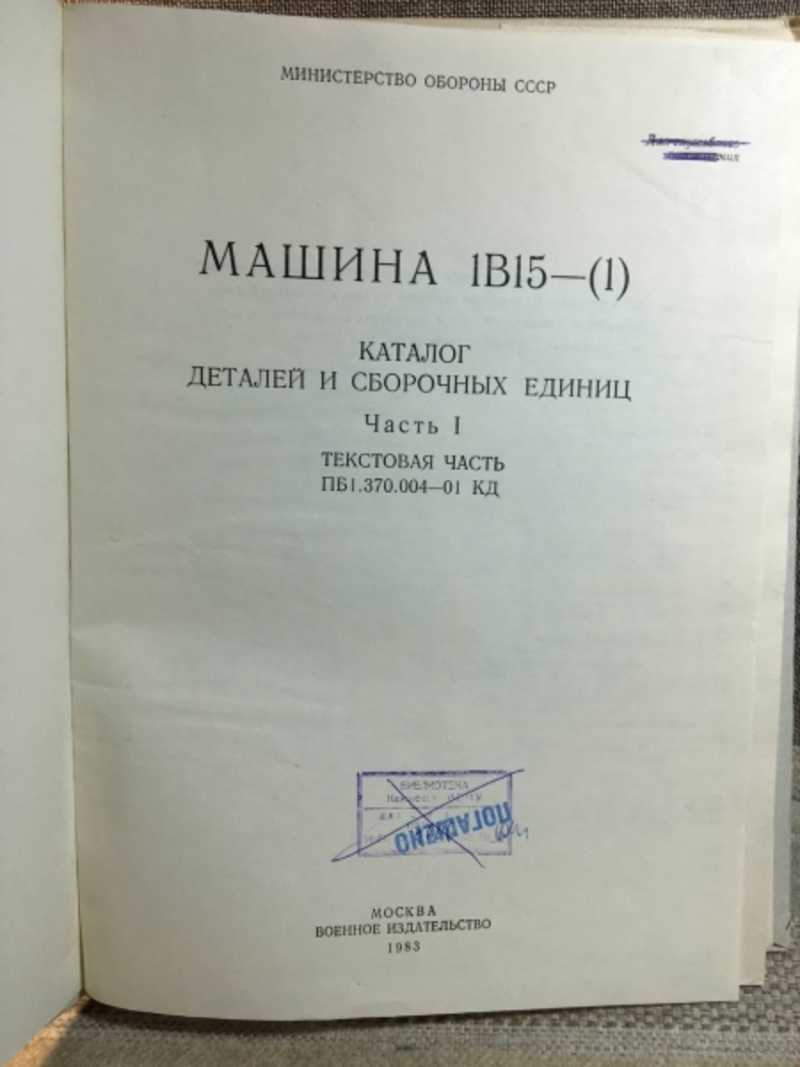 МИНИСТЕРСТВО ОБОРОНЫ СССР
МАШИНА 1В15—(1)
КАТАЛОГ
ДЕТАЛЕЙ И СБОРОЧНЫХ ЕДИНИЦ
Часть I
ТЕКСТОВАЯ ЧАСТЬ
ПБ1.370.004—01 КД
БИБЛИОТЕКА
ПОГАШЕНО
МОСКВА
ВОЕННОЕ ИЗДАТЕЛЬСТВО
1983